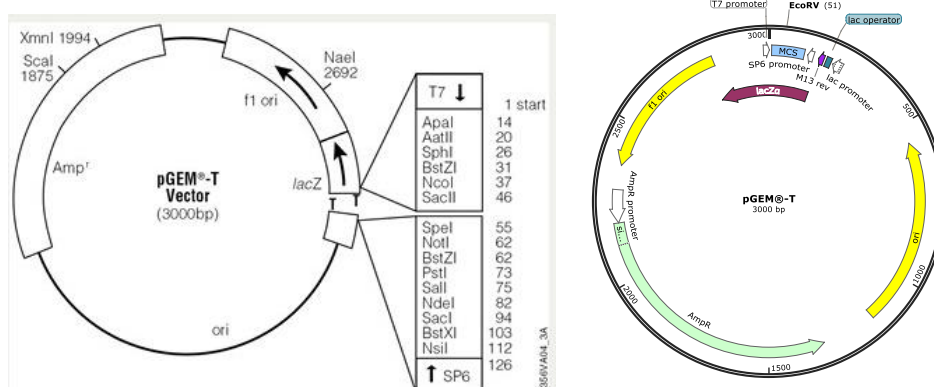 XmnI 1994
ScaI
1875
NaeI
2692
f1 ori
Ampʳ
pGEM®-T
Vector
(3000bp)
lacZ
T T
ori
T7 ↓
1 start
ApaI 14
AatII 20
SphI 26
BstZI 31
NcoI 37
SacII 46
SpeI 55
NotI 62
BstZI 62
PstI 73
SalI 75
NdeI 82
SacI 94
BstXI 103
NsiI 112
↑ SP6 126
356VA04_3A
T7 promoter
EcoRV (51)
lac operator
3000
MCS
SP6 promoter
M13 rev
lac promoter
lacZα
f1 ori
500
2500
AmpR promoter
si...
pGEM®-T
3000 bp
ori
1000
2000
AmpR
1500